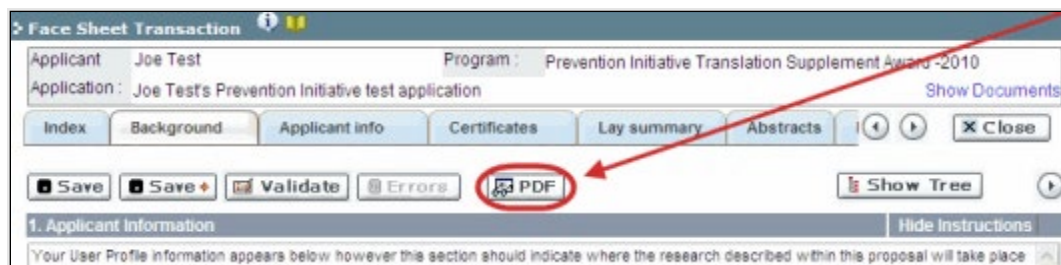 Face Sheet Transaction
Applicant Joe Test Program : Prevention Initiative Translation Supplement Award -2010
Application : Joe Test's Prevention Initiative test application Show Documents
Index Background Applicant info Certificates Lay summary Abstracts Close
Save Save Validate Errors PDF Show Tree
1. Applicant Information Hide Instructions
Your User Profile information appears below however this section should indicate where the research described within this proposal will take place